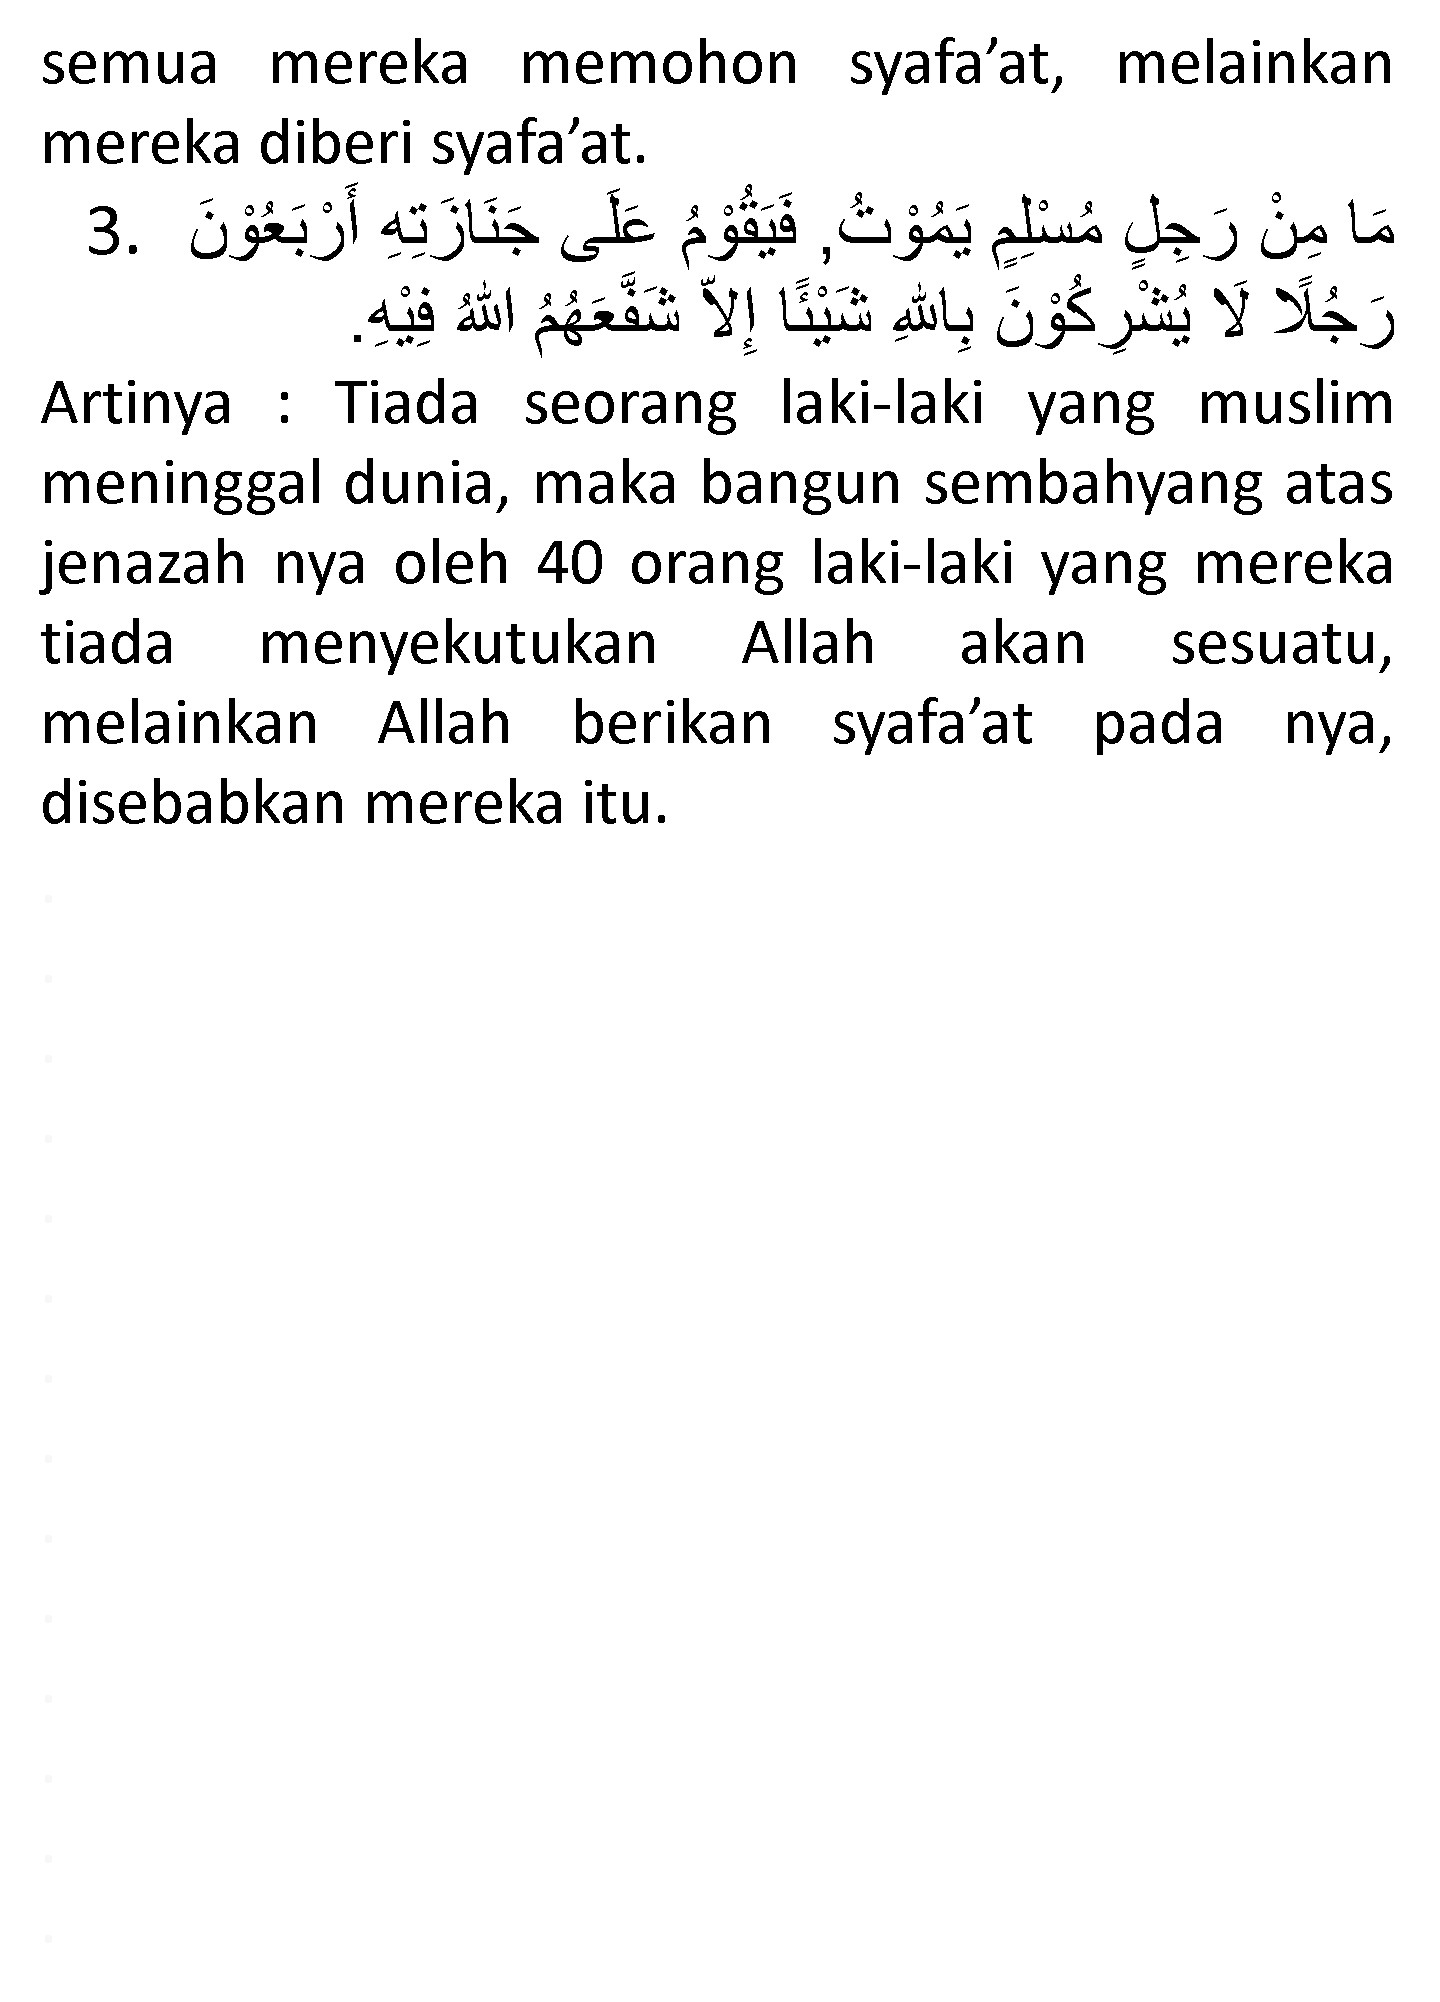 semua mereka memohon syafa’at, melainkan
mereka diberi syafa’at.
3. مَا مِنْ رَجِلٍ مُسْلِمٍ يَمُوْتُ, فَيَقُوْمُ عَلَى جَنَازَتِهِ أَرْبَعُوْنَ
رَجُلًا لَا يُشْرِكُوْنَ بِاللهِ شَيْئًا إِلاّ شَفَّعَهُمُ اللهُ فِيْهِ.
Artinya : Tiada seorang laki-laki yang muslim
meninggal dunia, maka bangun sembahyang atas
jenazah nya oleh 40 orang laki-laki yang mereka
tiada menyekutukan Allah akan sesuatu,
melainkan Allah berikan syafa’at pada nya,
disebabkan mereka itu.